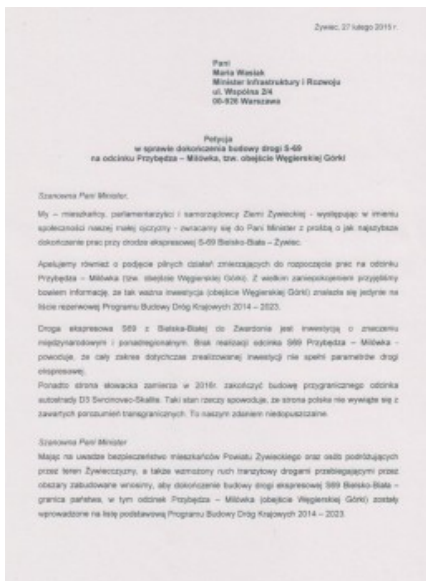 Żywiec, 27 lutego 2015 r.
Pani
Maria Wasiak
Minister Infrastruktury i Rozwoju
ul. Wspólna 2/4
00-926 Warszawa
Petycja
w sprawie dokończenia budowy drogi S-69
na odcinku Przybędza – Milówka, tzw. obejście Węgierskiej Górki
Szanowna Pani Minister,
My – mieszkańcy, parlamentarzyści i samorządowcy Ziemi Żywieckiej - występując w imieniu
społeczności naszej małej ojczyzny - zwracamy się do Pani Minister z prośbą o jak najszybsze
dokończenie prac przy drodze ekspresowej S-69 Bielsko-Biała – Żywiec.
Apelujemy również o podjęcie pilnych działań zmierzających do rozpoczęcia prac na odcinku
Przybędza – Milówka (tzw. obejście Węgierskiej Górki). Z wielkim zaniepokojeniem przyjęliśmy
bowiem informację, że tak ważna inwestycja (obejście Węgierskiej Górki) znalazła się jedynie na
liście rezerwowej Programu Budowy Dróg Krajowych 2014 – 2023.
Droga ekspresowa S69 z Bielska-Białej do Zwardonia jest inwestycją o znaczeniu
międzynarodowym i ponadregionalnym. Brak realizacji odcinka S69 Przybędza – Milówka -
powoduje, że cały zakres dotychczas zrealizowanej inwestycji nie spełni parametrów drogi
ekspresowej.
Ponadto strona słowacka zamierza w 2016r. zakończyć budowę przygranicznego odcinka
autostrady D3 Svrcinovec-Skalite. Taki stan rzeczy spowoduje, że strona polska nie wywiąże się z
zawartych porozumień transgranicznych. To naszym zdaniem niedopuszczalne.
Szanowna Pani Minister
Mając na uwadze bezpieczeństwo mieszkańców Powiatu Żywieckiego oraz osób podróżujących
przez teren Żywiecczyzny, a także wzmożony ruch tranzytowy drogami przebiegającymi przez
obszary zabudowane wnosimy, aby dokończenie budowy drogi ekspresowej S69 Bielsko-Biała –
granica państwa, w tym odcinek Przybędza – Milówka (obejście Węgierskiej Górki) zostały
wprowadzone na listę podstawową Programu Budowy Dróg Krajowych 2014 – 2023.